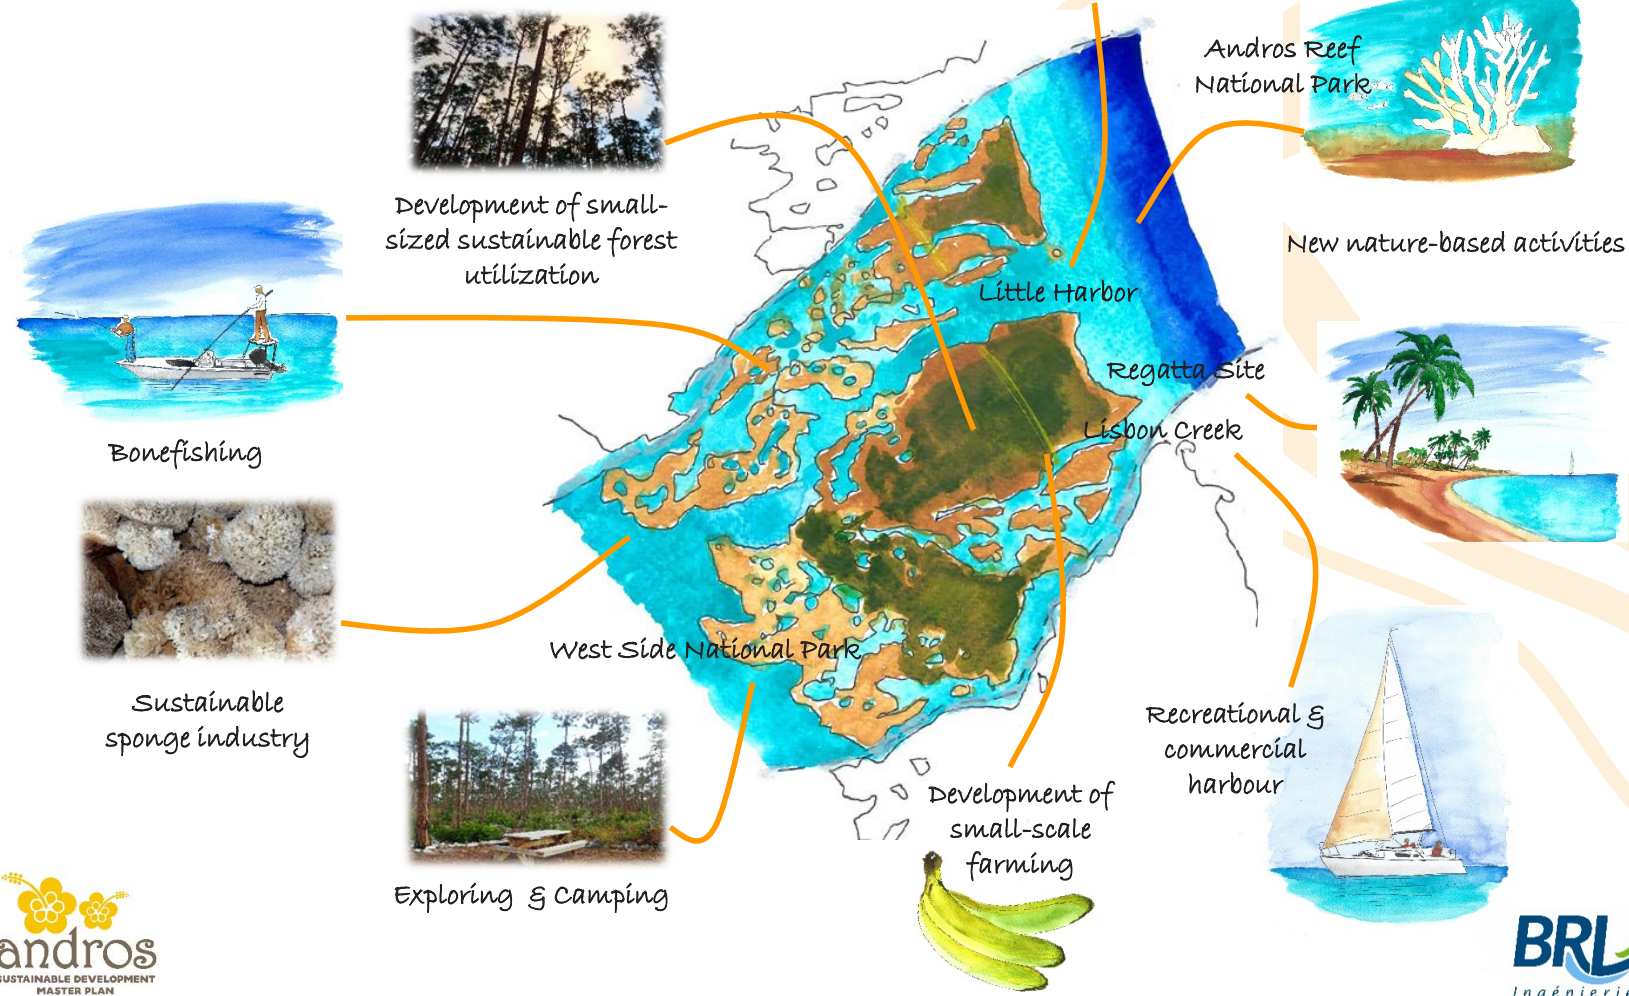 Andros Reef
National Park
Development of small-
sized sustainable forest
utilization
New nature-based activities
Little Harbor
Regatta Site
Lisbon Creek
Bonefishing
West Side National Park
Sustainable
sponge industry
Recreational &
commercial
harbour
Development of
small-scale
farming
Exploring & Camping
andros
SUSTAINABLE DEVELOPMENT
MASTER PLAN
BRL
Ingénierie